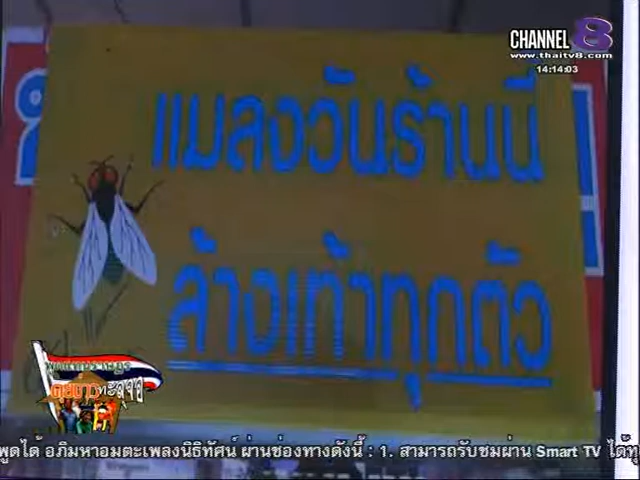 CHANNEL 8
www.thaitv8.com
14:14:03
แมลงวันร้านนี้
ล้างเท้าทุกตัว
พูดได้ อภิมหาอมตะเพลงนิธิทัศน์ ผ่านช่องทางดังนี้ : 1. สามารถรับชมผ่าน Smart TV ได้ทุ